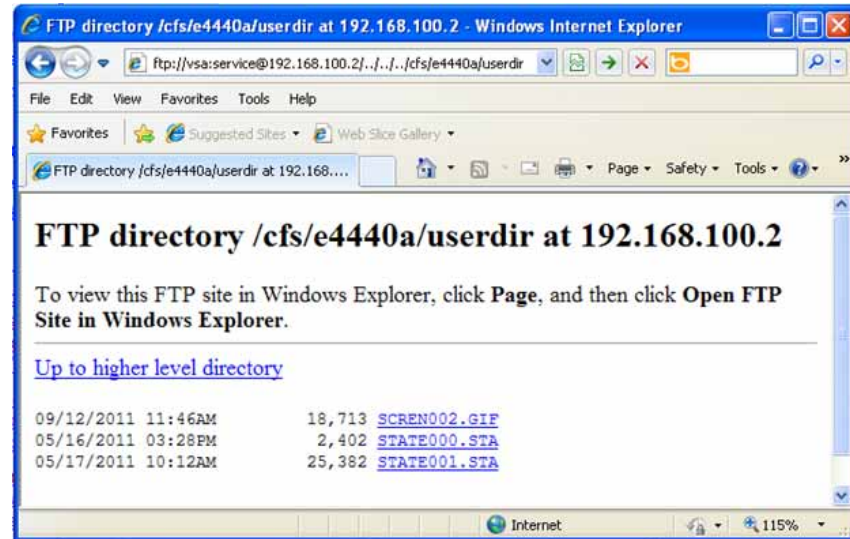 FTP directory /cfs/e4440a/userdir at 192.168.100.2 - Windows Internet Explorer
ftp://vsa:service@192.168.100.2/../../../cfs/e4440a/userdir
File Edit View Favorites Tools Help
Favorites Suggested Sites Web Slice Gallery
FTP directory /cfs/e4440a/userdir at 192.168.... Page Safety Tools »
FTP directory /cfs/e4440a/userdir at 192.168.100.2
To view this FTP site in Windows Explorer, click Page, and then click Open FTP
Site in Windows Explorer.
Up to higher level directory
09/12/2011 11:46AM 18,713 SCREN002.GIF
05/16/2011 03:28PM 2,402 STATE000.STA
05/17/2011 10:12AM 25,382 STATE001.STA
Internet 115%